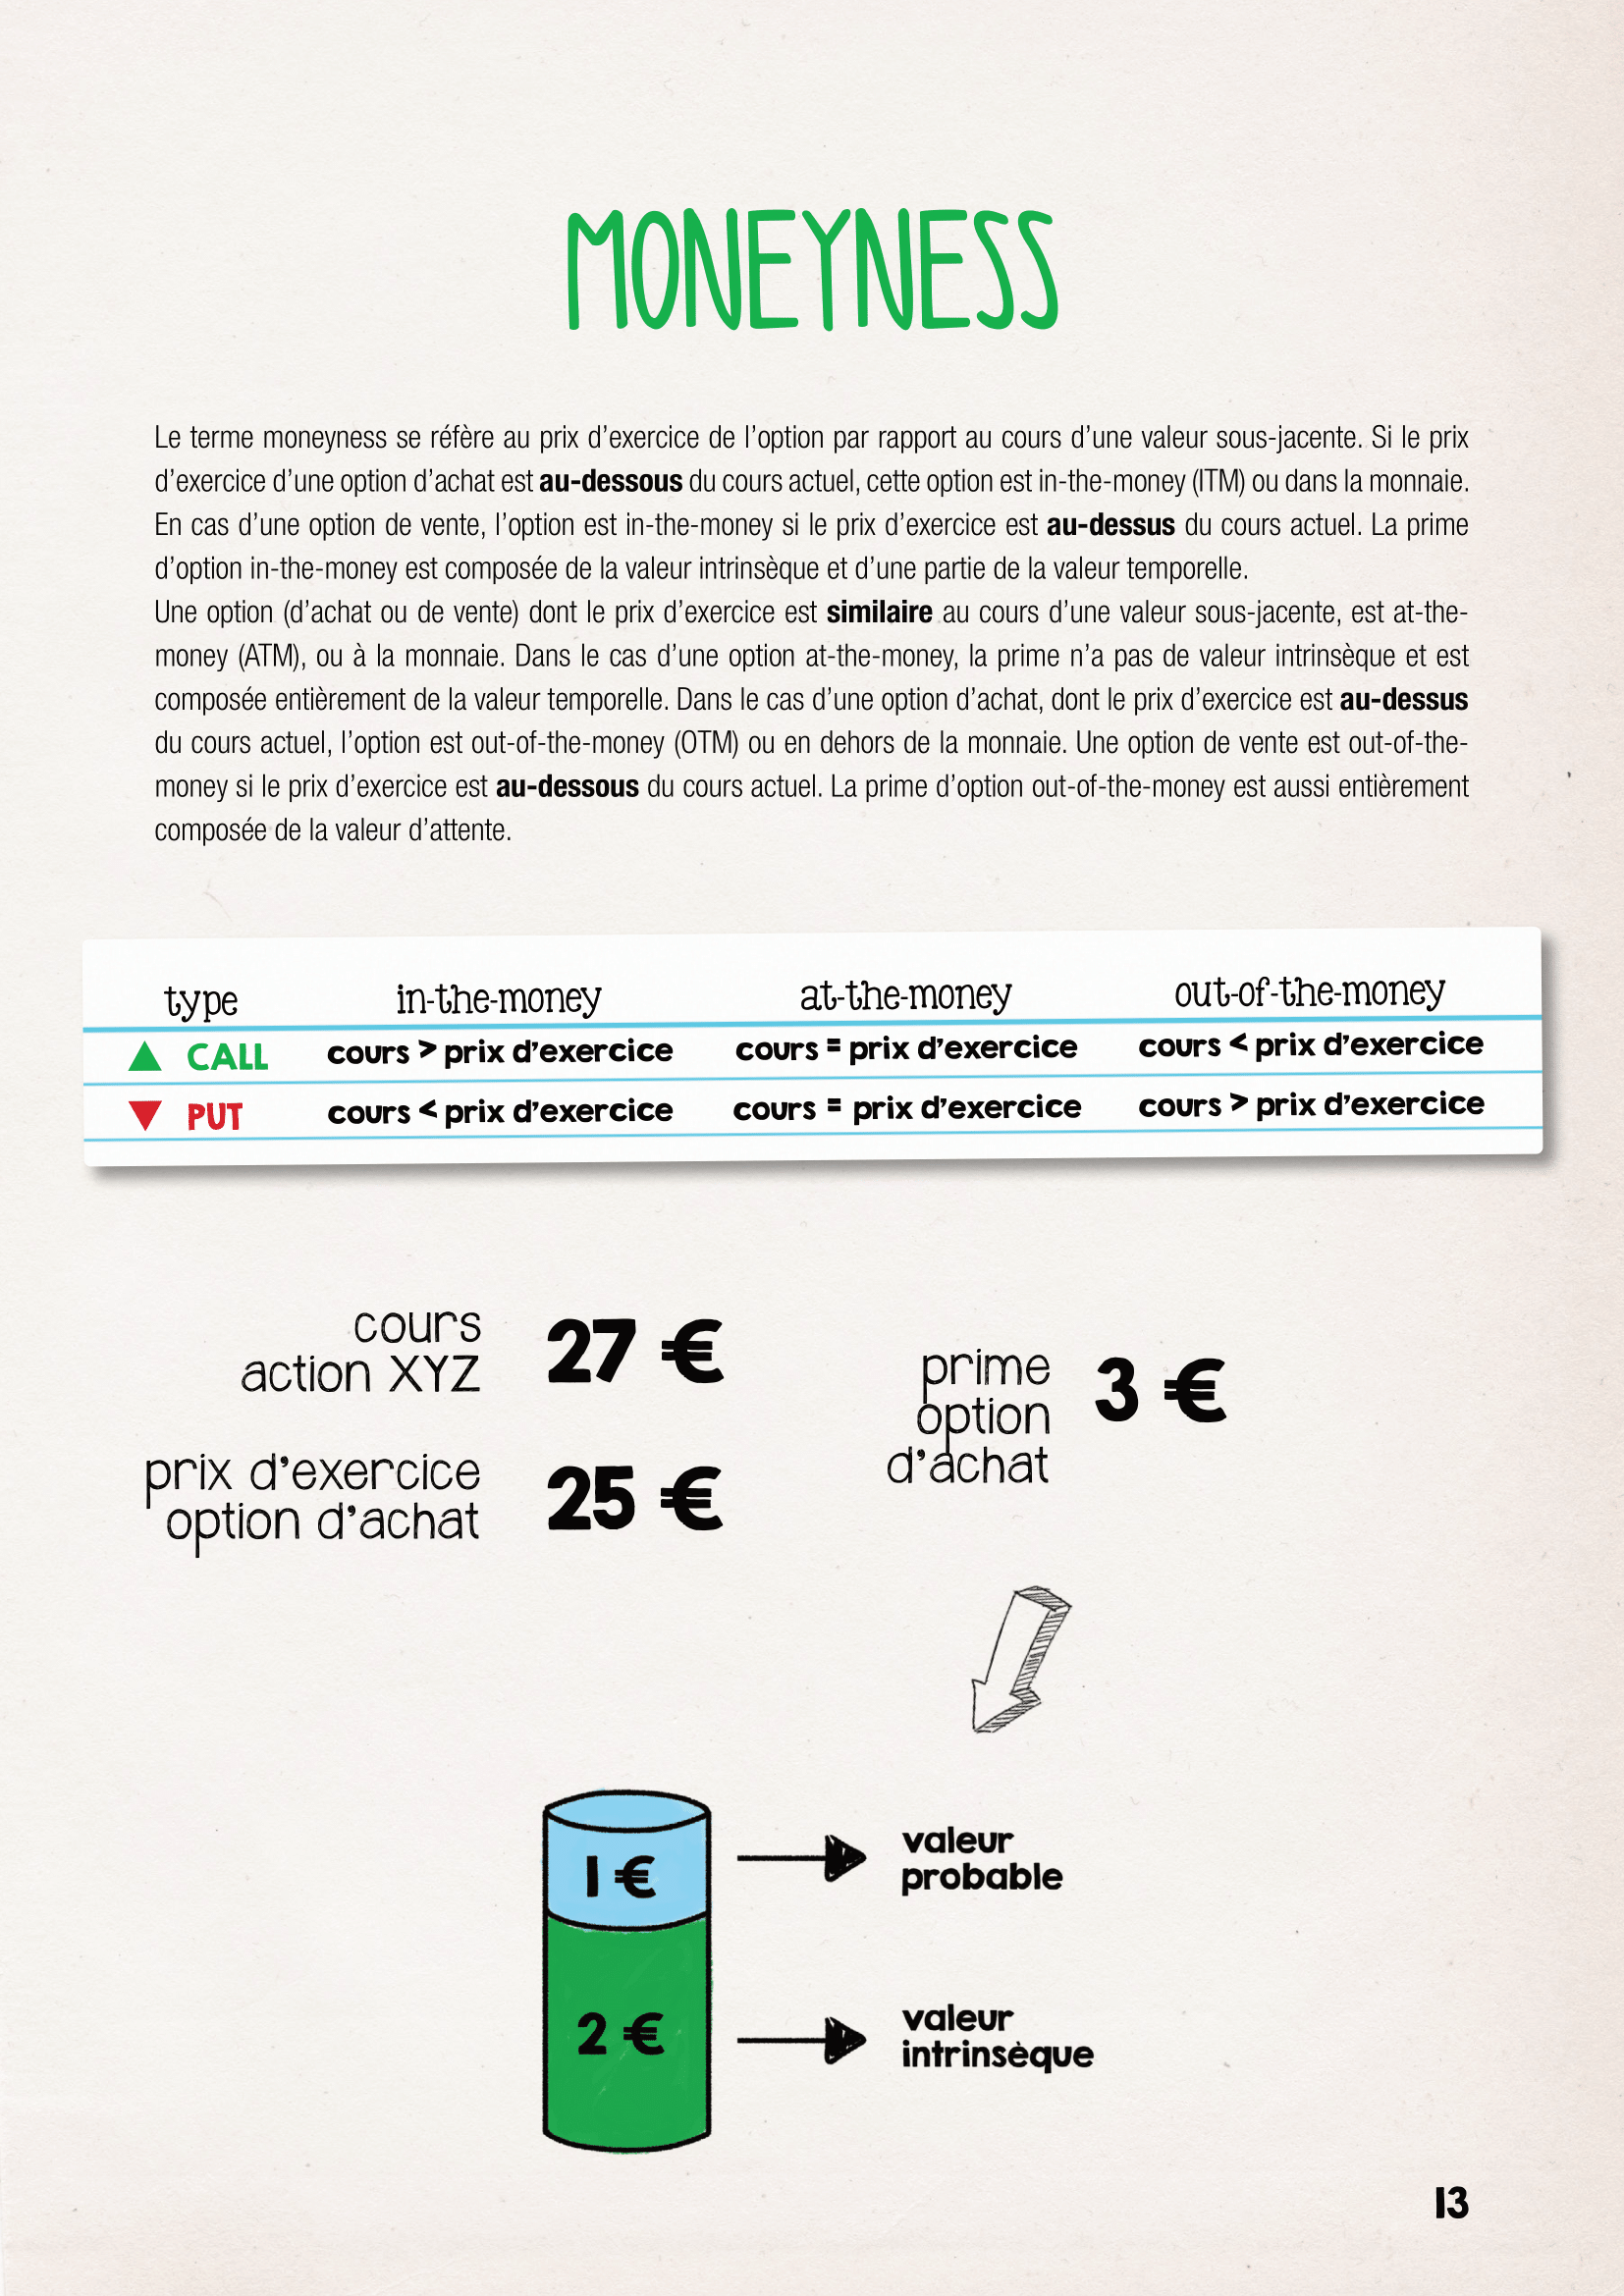 MONEYNESS
Le terme moneyness se réfère au prix d’exercice de l’option par rapport au cours d’une valeur sous-jacente. Si le prix
d’exercice d’une option d’achat est au-dessous du cours actuel, cette option est in-the-money (ITM) ou dans la monnaie.
En cas d’une option de vente, l’option est in-the-money si le prix d’exercice est au-dessus du cours actuel. La prime
d’option in-the-money est composée de la valeur intrinsèque et d’une partie de la valeur temporelle.
Une option (d’achat ou de vente) dont le prix d’exercice est similaire au cours d’une valeur sous-jacente, est at-the-
money (ATM), ou à la monnaie. Dans le cas d’une option at-the-money, la prime n’a pas de valeur intrinsèque et est
composée entièrement de la valeur temporelle. Dans le cas d’une option d’achat, dont le prix d’exercice est au-dessus
du cours actuel, l’option est out-of-the-money (OTM) ou en dehors de la monnaie. Une option de vente est out-of-the-
money si le prix d’exercice est au-dessous du cours actuel. La prime d’option out-of-the-money est aussi entièrement
composée de la valeur d’attente.
type in-the-money at-the-money out-of-the-money
CALL cours > prix d’exercice cours = prix d’exercice cours < prix d’exercice
PUT cours < prix d’exercice cours = prix d’exercice cours > prix d’exercice
cours
action XYZ
27 €
prix d’exercice
option d’achat
25 €
prime
option
d’achat
3 €
1 €
valeur
probable
2 €
valeur
intrinsèque
13